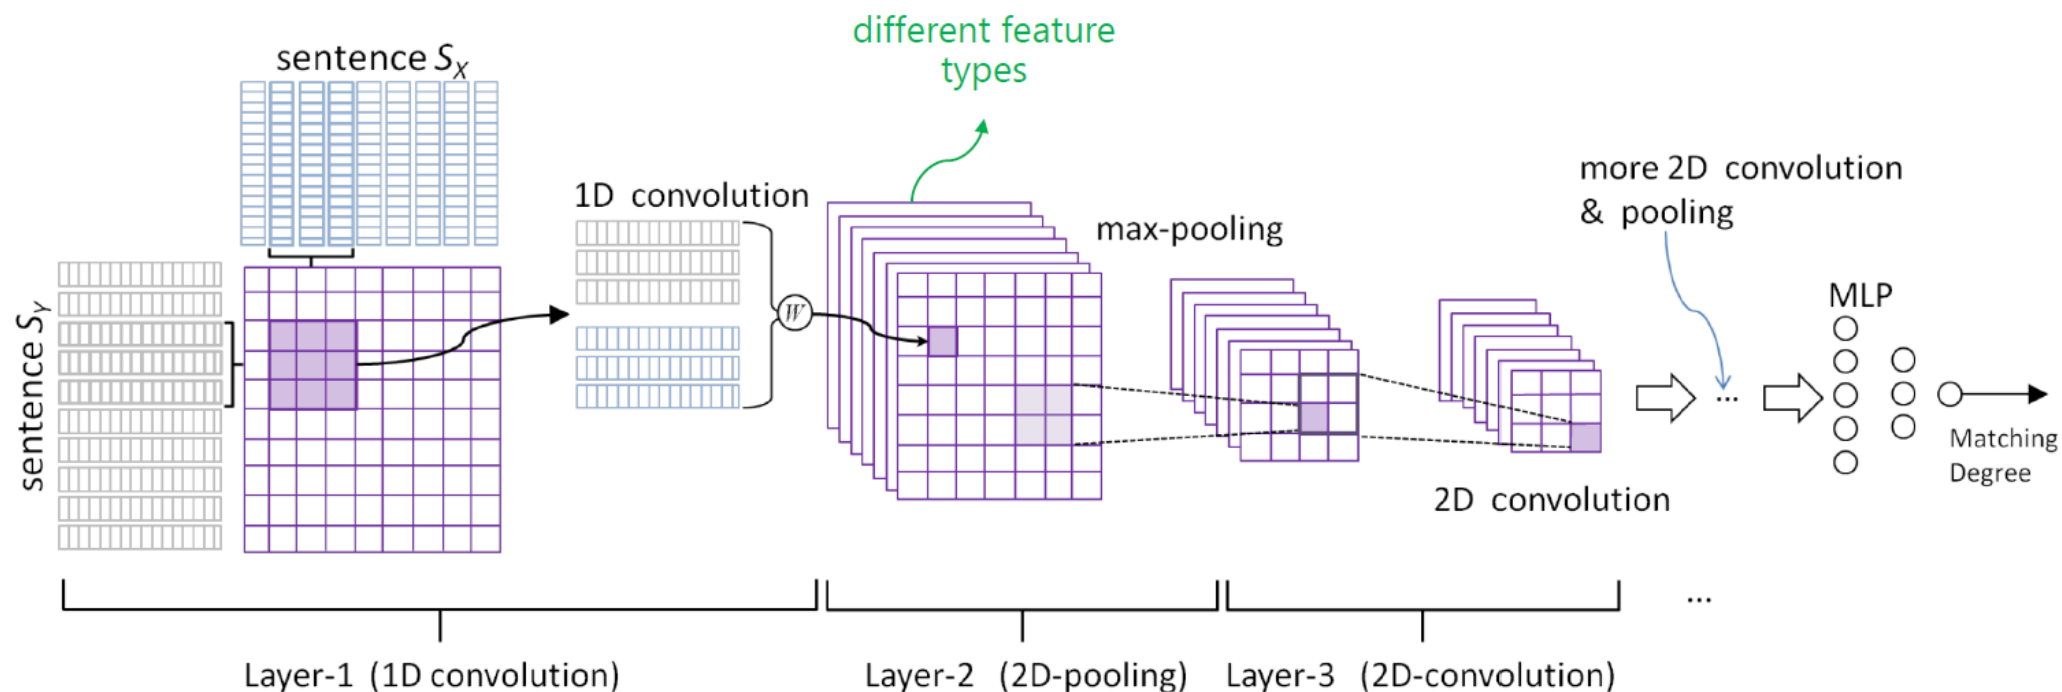 different feature
types
sentence S_X
1D convolution
more 2D convolution
& pooling
max-pooling
sentence S_Y
W
MLP
...
Matching
Degree
2D convolution
...
Layer-1 (1D convolution)
Layer-2 (2D-pooling)
Layer-3 (2D-convolution)